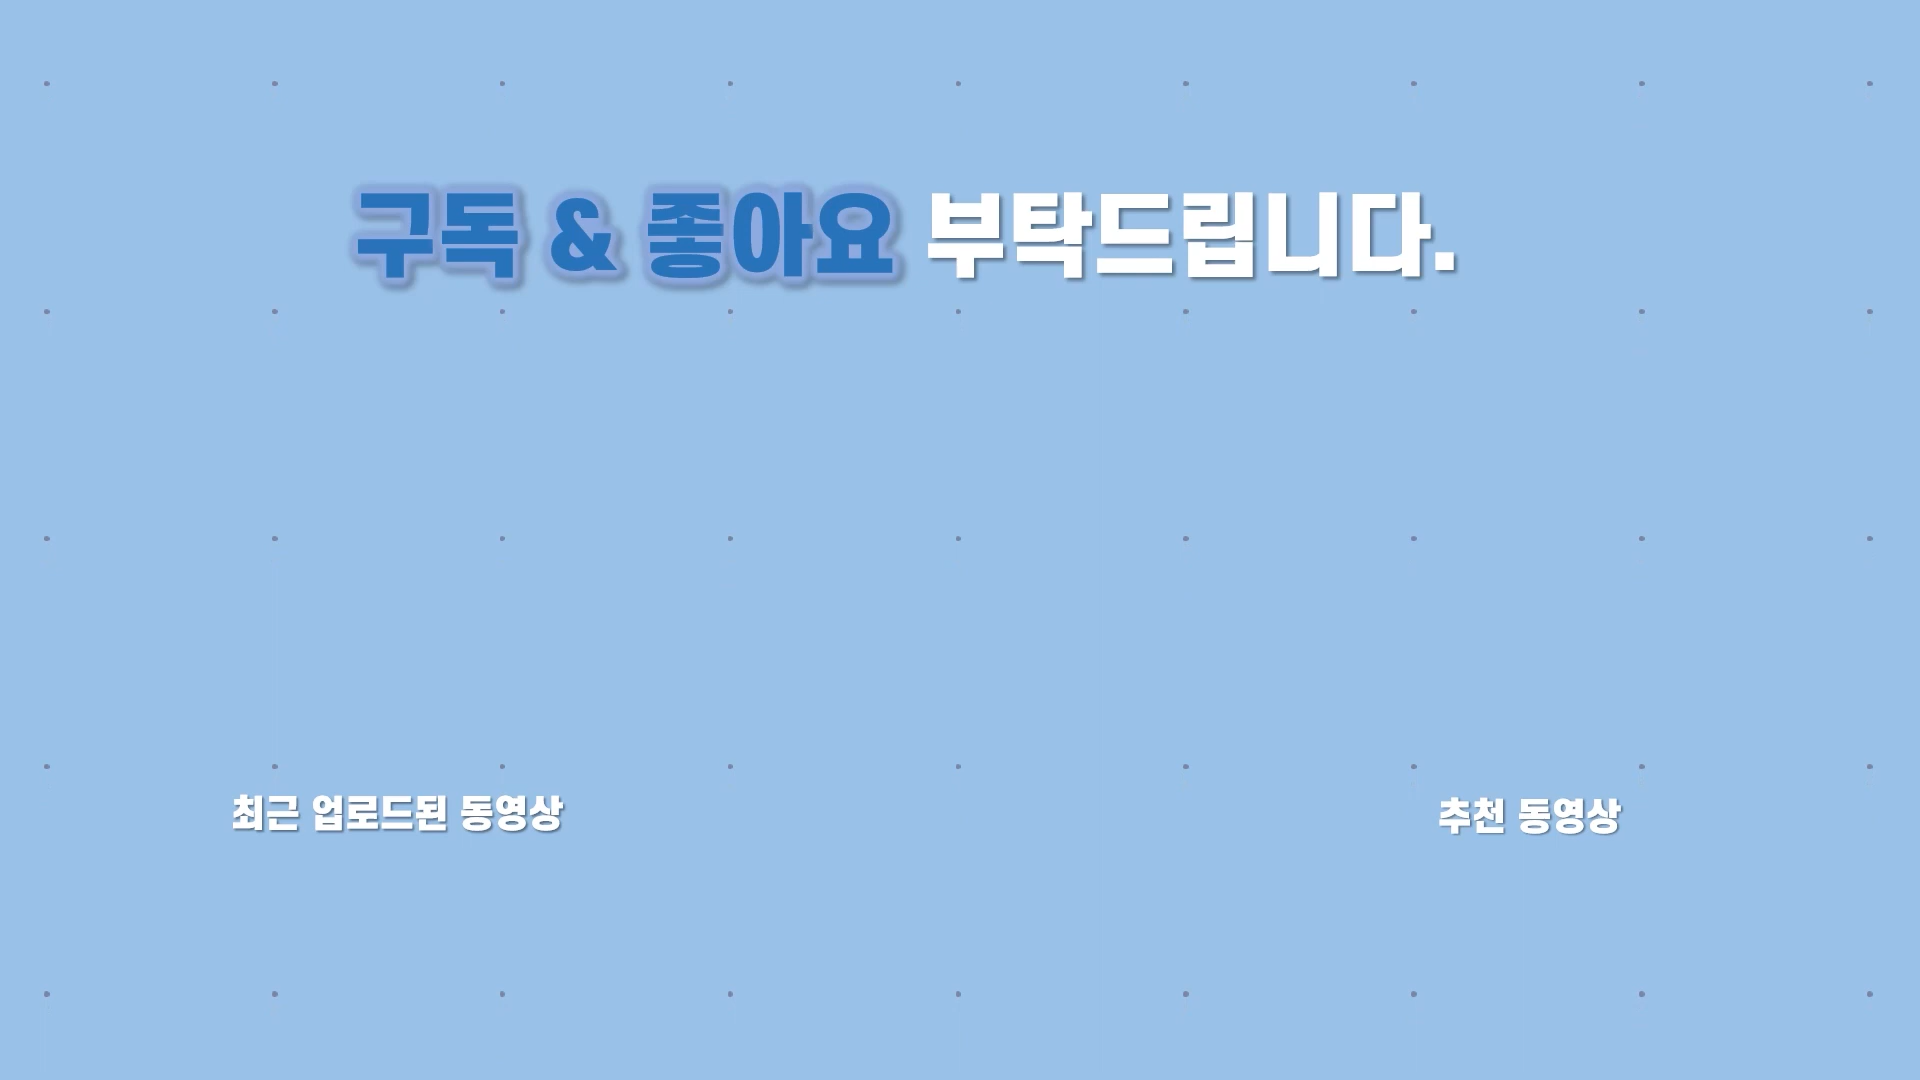 구독 & 좋아요 부탁드립니다.
최근 업로드된 동영상
추천 동영상